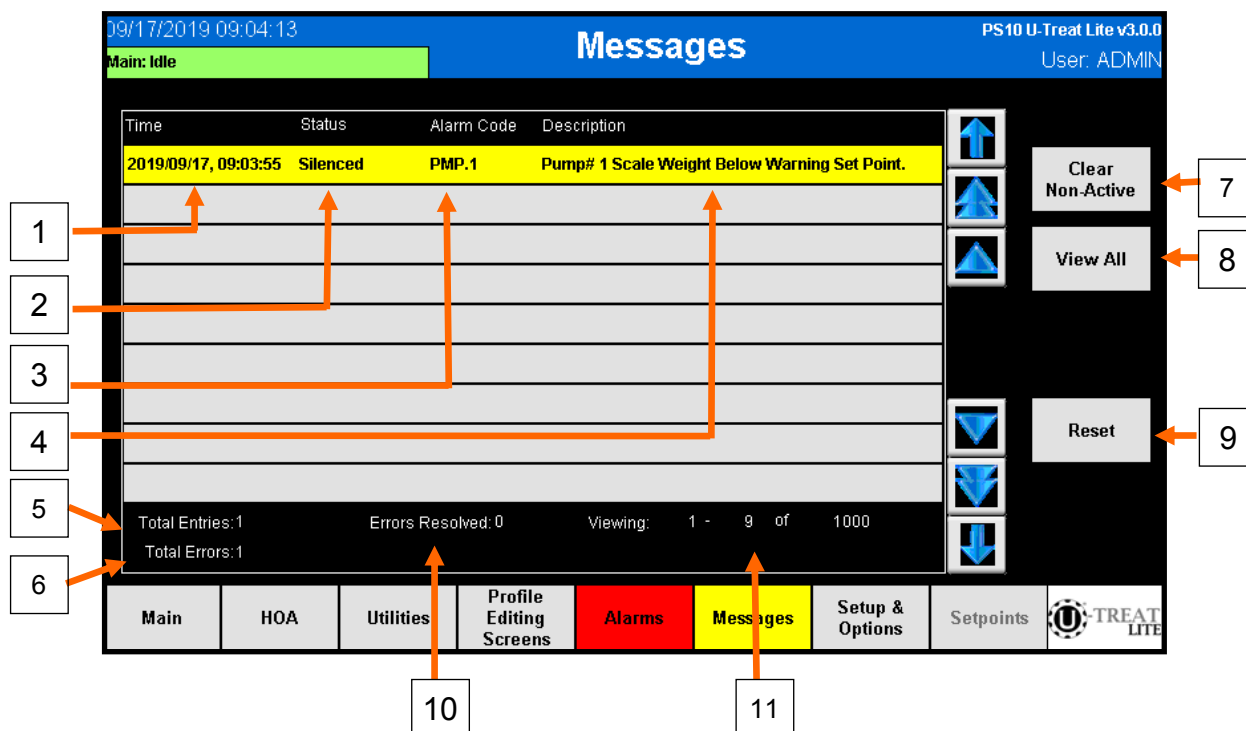 09/17/2019 09:04:13
Messages
PS10 U-Treat Lite v3.0.0
Main: Idle
User: ADMIN
Time Status Alarm Code Description
2019/09/17, 09:03:55 Silenced PMP.1 Pump# 1 Scale Weight Below Warning Set Point.
Clear
Non-Active
7
1
View All
8
2
3
4
Reset
9
5
Total Entries:1 Errors Resolved:0 Viewing: 1 - 9 of 1000
Total Errors:1
6
Main
HOA
Utilities
Profile
Editing
Screens
Alarms
Messages
Setup &
Options
Setpoints
U-TREAT
LITE
10
11